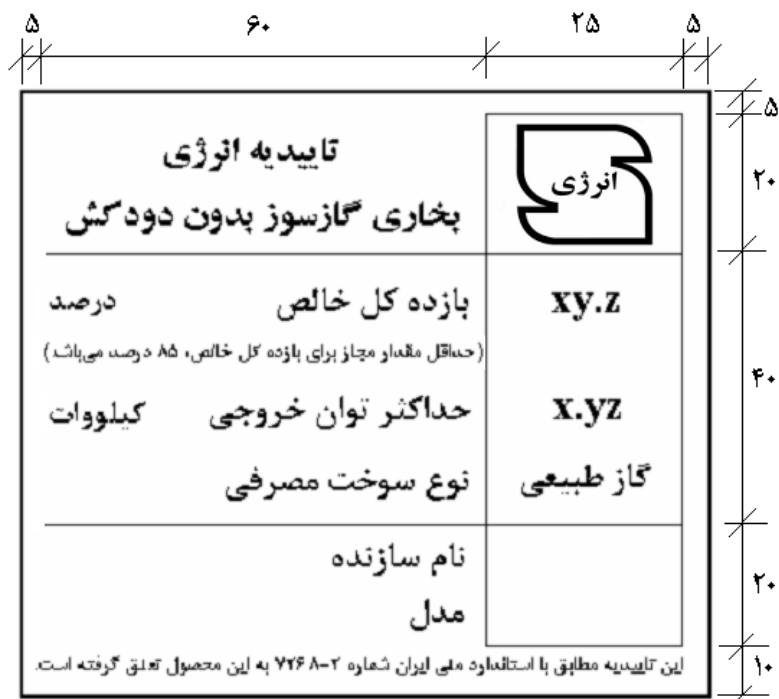 ۵ ۶۰ ۲۵ ۵
۵
انرژی
تاییدیه انرژی
۲۰
بخاری گازسوز بدون دودکش
xy.z بازده کل خالص درصد
(حداقل مقدار مجاز برای بازده کل خالص، ۸۵ درصد می‌باشد)
۴۰
x.yz حداکثر توان خروجی کیلووات
گاز طبیعی نوع سوخت مصرفی
نام سازنده
۲۰
مدل
این تاییدیه مطابق با استاندارد ملی ایران شماره ۲-۷۲۶۸ به این محصول تعلق گرفته است.
۱۰